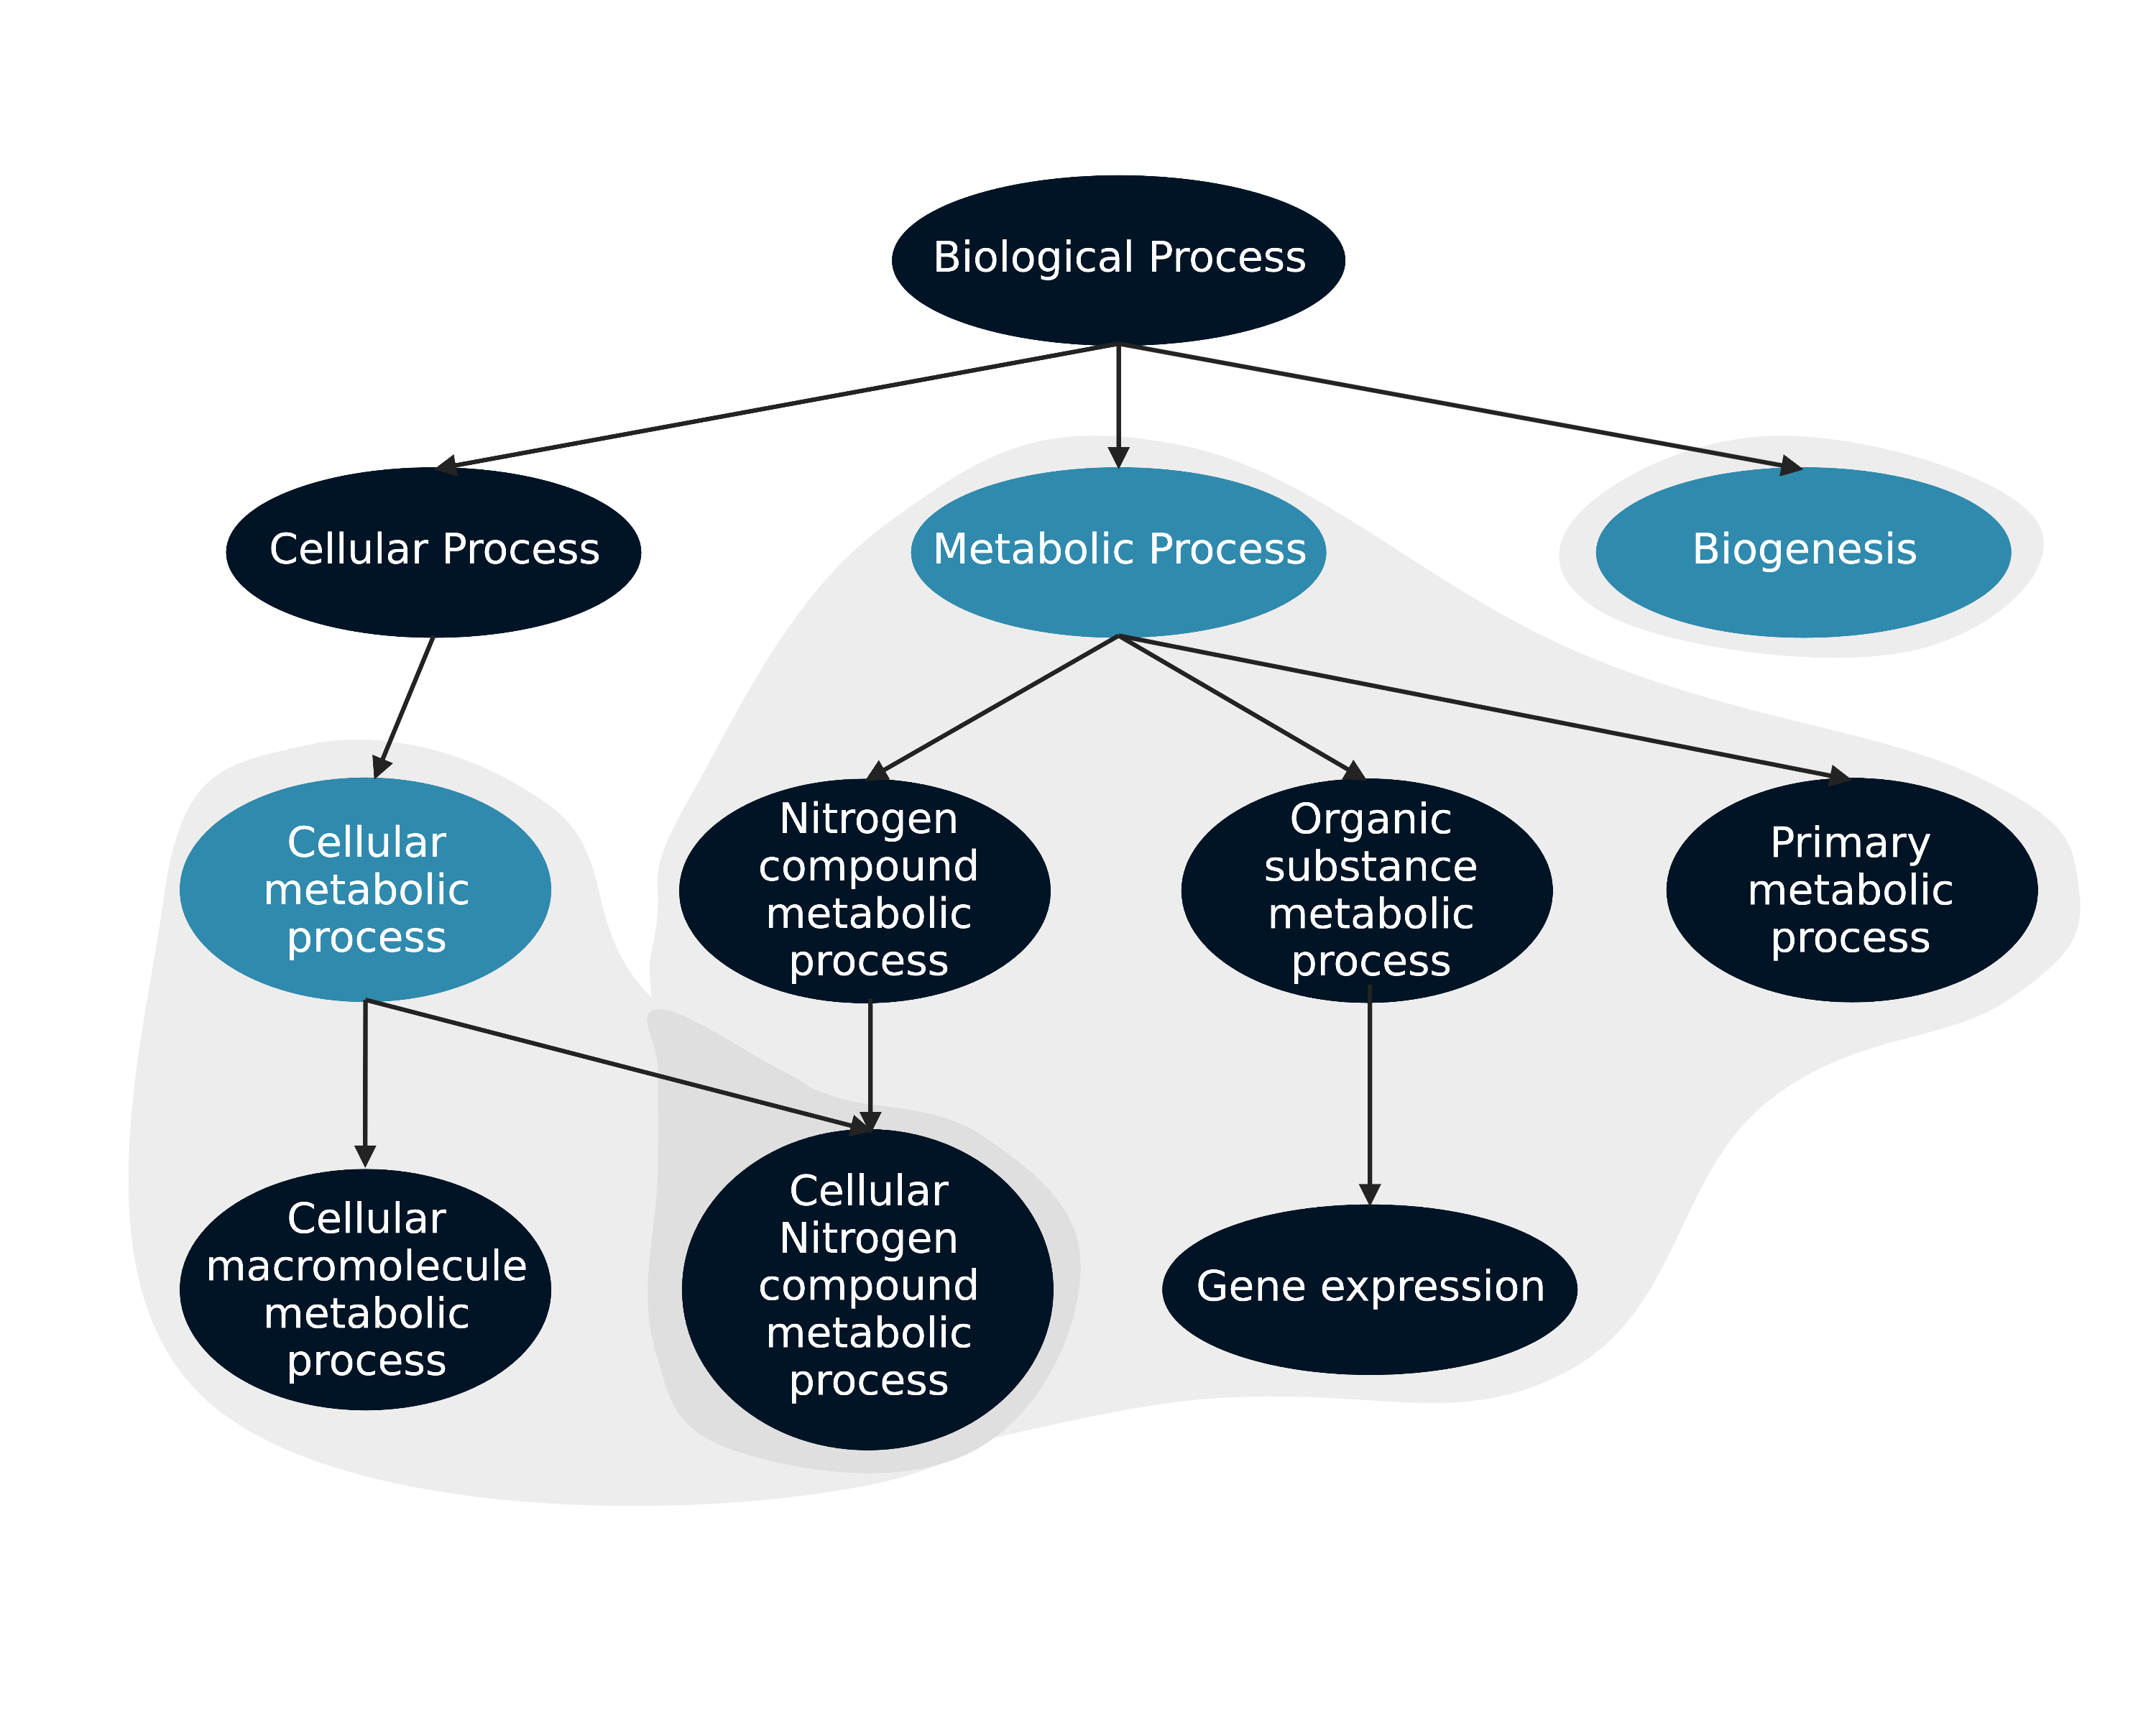 Biological Process
Cellular Process
Metabolic Process
Biogenesis
Cellular
metabolic
process
Nitrogen
compound
metabolic
process
Organic
substance
metabolic
process
Primary
metabolic
process
Cellular
macromolecule
metabolic
process
Cellular
Nitrogen
compound
metabolic
process
Gene expression